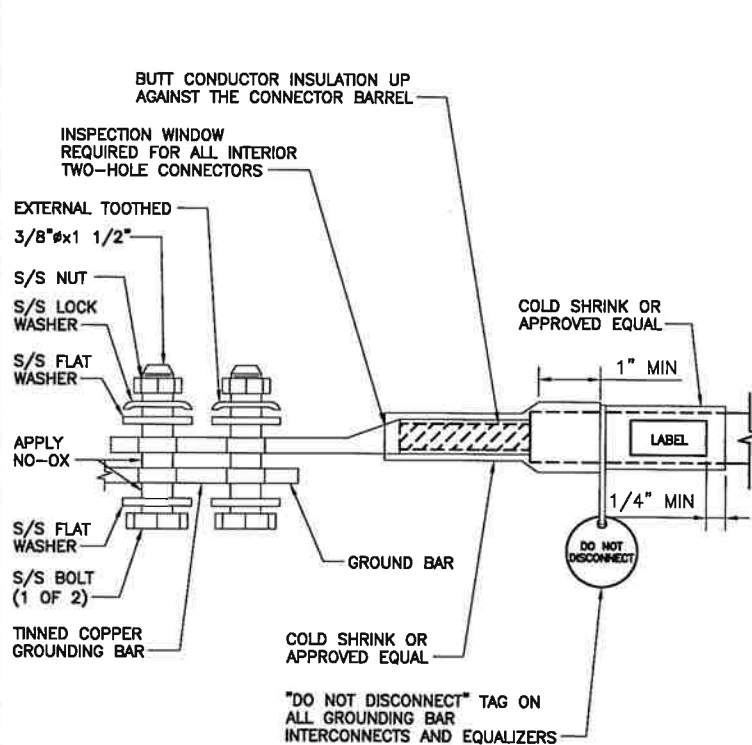 BUTT CONDUCTOR INSULATION UP
AGAINST THE CONNECTOR BARREL
INSPECTION WINDOW
REQUIRED FOR ALL INTERIOR
TWO-HOLE CONNECTORS
EXTERNAL TOOTHED
3/8"øx1 1/2"
S/S NUT
S/S LOCK
WASHER
S/S FLAT
WASHER
APPLY
NO-OX
S/S FLAT
WASHER
S/S BOLT
(1 OF 2)
TINNED COPPER
GROUNDING BAR
GROUND BAR
COLD SHRINK OR
APPROVED EQUAL
1" MIN
LABEL
1/4" MIN
DO NOT
DISCONNECT
COLD SHRINK OR
APPROVED EQUAL
"DO NOT DISCONNECT" TAG ON
ALL GROUNDING BAR
INTERCONNECTS AND EQUALIZERS